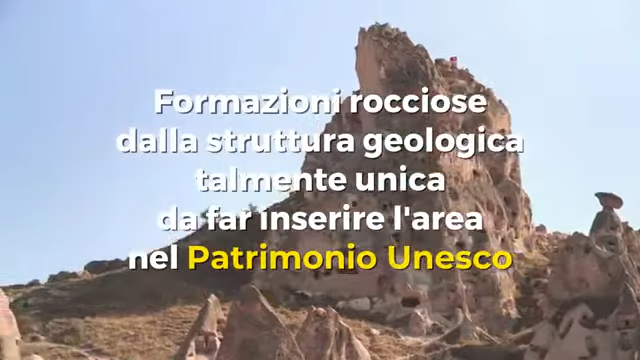 Formazioni rocciose
dalla struttura geologica
talmente unica
da far inserire l'area
nel Patrimonio Unesco